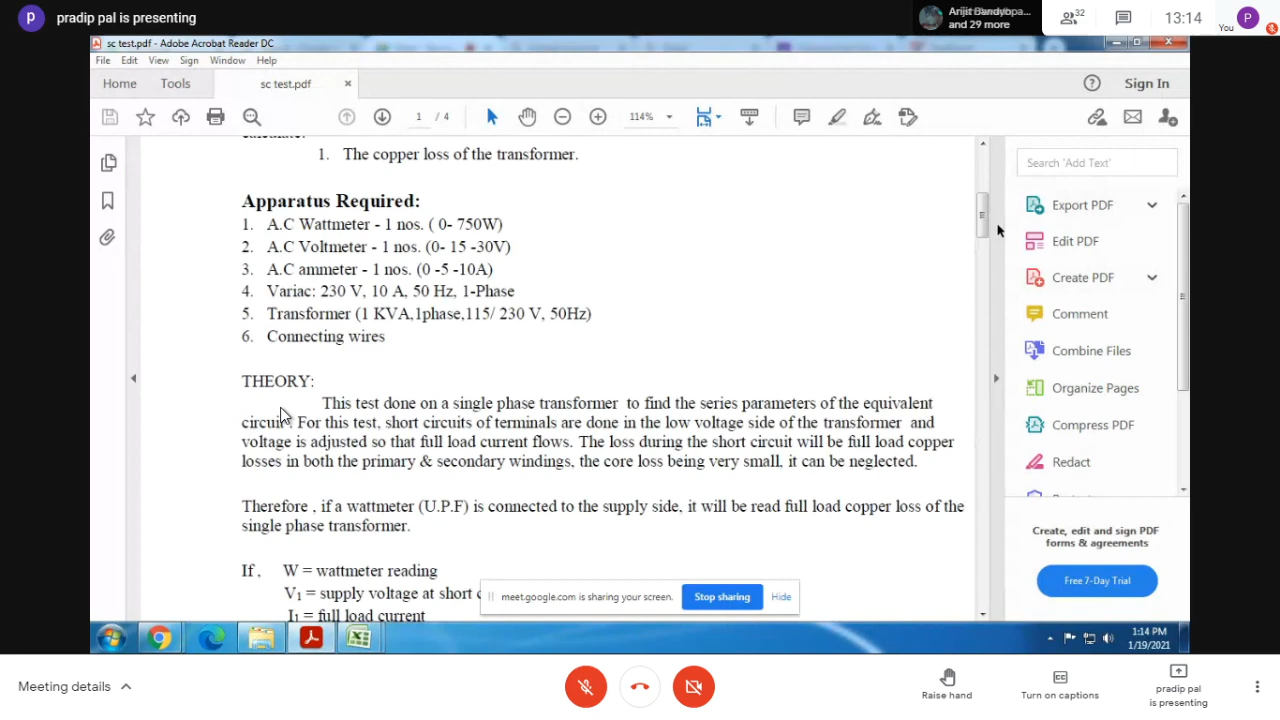 p
pradip pal is presenting
Arijit Bandyopa...
and 29 more
32
13:14
You
P
sc test.pdf - Adobe Acrobat Reader DC
File Edit View Sign Window Help
Home Tools sc test.pdf × Sign In
1 / 4 114%
1. The copper loss of the transformer.
Search 'Add Text'
Apparatus Required:
1. A.C Wattmeter - 1 nos. ( 0- 750W)
2. A.C Voltmeter - 1 nos. (0- 15 -30V)
3. A.C ammeter - 1 nos. (0 -5 -10A)
4. Variac: 230 V, 10 A, 50 Hz, 1-Phase
5. Transformer (1 KVA,1phase,115/ 230 V, 50Hz)
6. Connecting wires
THEORY:
This test done on a single phase transformer to find the series parameters of the equivalent
circuit. For this test, short circuits of terminals are done in the low voltage side of the transformer and
voltage is adjusted so that full load current flows. The loss during the short circuit will be full load copper
losses in both the primary & secondary windings, the core loss being very small, it can be neglected.
Therefore , if a wattmeter (U.P.F) is connected to the supply side, it will be read full load copper loss of the
single phase transformer.
If , W = wattmeter reading
V1 = supply voltage at short
I1 = full load current
Export PDF
Edit PDF
Create PDF
Comment
Combine Files
Organize Pages
Compress PDF
Redact
Create, edit and sign PDF
forms & agreements
Free 7-Day Trial
meet.google.com is sharing your screen. Stop sharing Hide
1:14 PM
1/19/2021
Meeting details
Raise hand
Turn on captions
pradip pal
is presenting